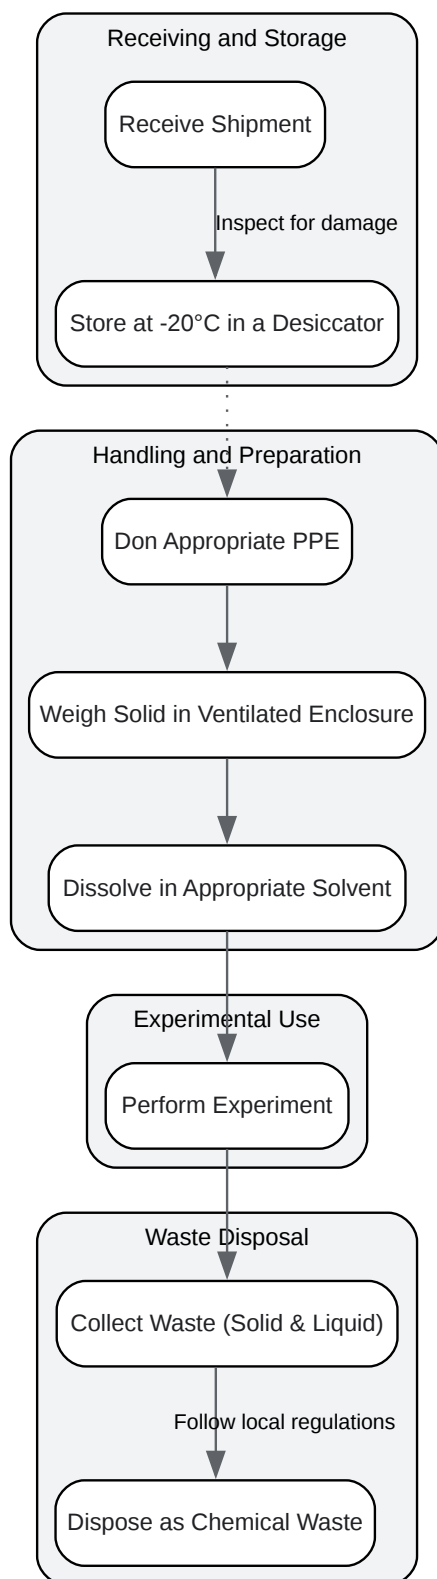 Receiving and Storage
Receive Shipment
Inspect for damage
Store at -20°C in a Desiccator
Handling and Preparation
Don Appropriate PPE
Weigh Solid in Ventilated Enclosure
Dissolve in Appropriate Solvent
Experimental Use
Perform Experiment
Waste Disposal
Collect Waste (Solid & Liquid)
Follow local regulations
Dispose as Chemical Waste